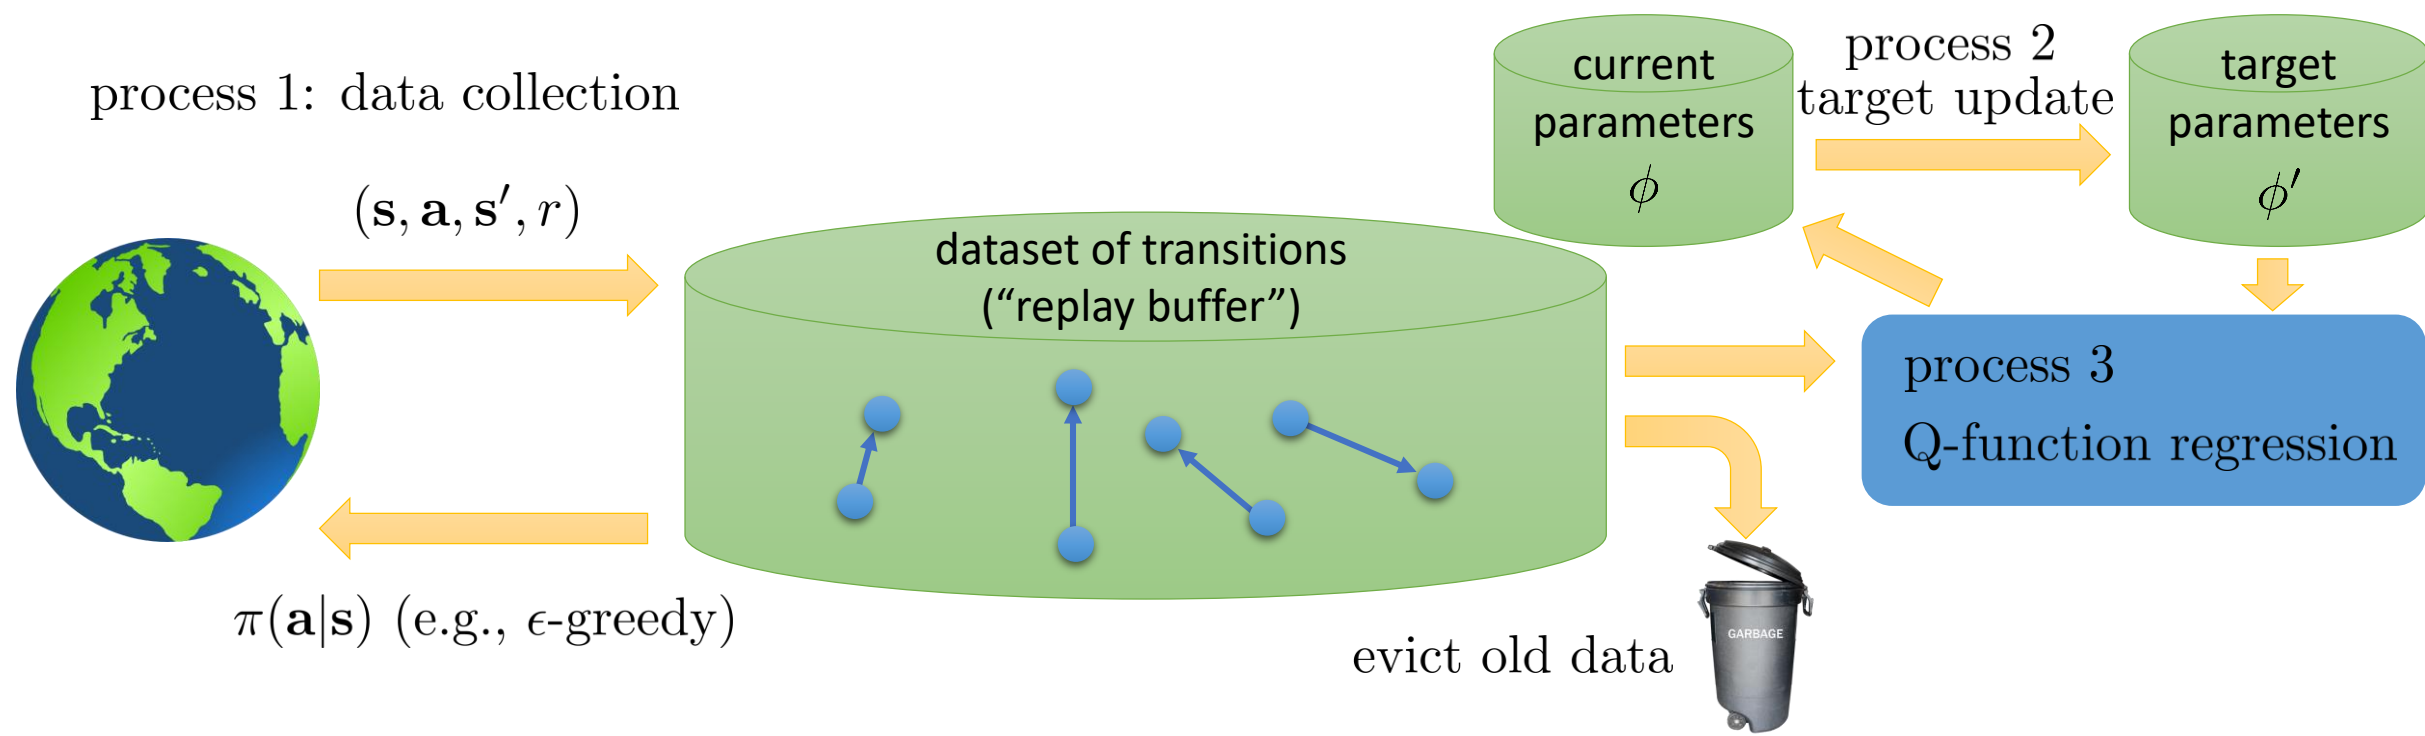 process 1: data collection
(s, a, s′, r)
π(a|s) (e.g., ϵ-greedy)
dataset of transitions
(“replay buffer”)
current
parameters
ϕ
process 2
target update
target
parameters
ϕ′
process 3
Q-function regression
evict old data
GARBAGE